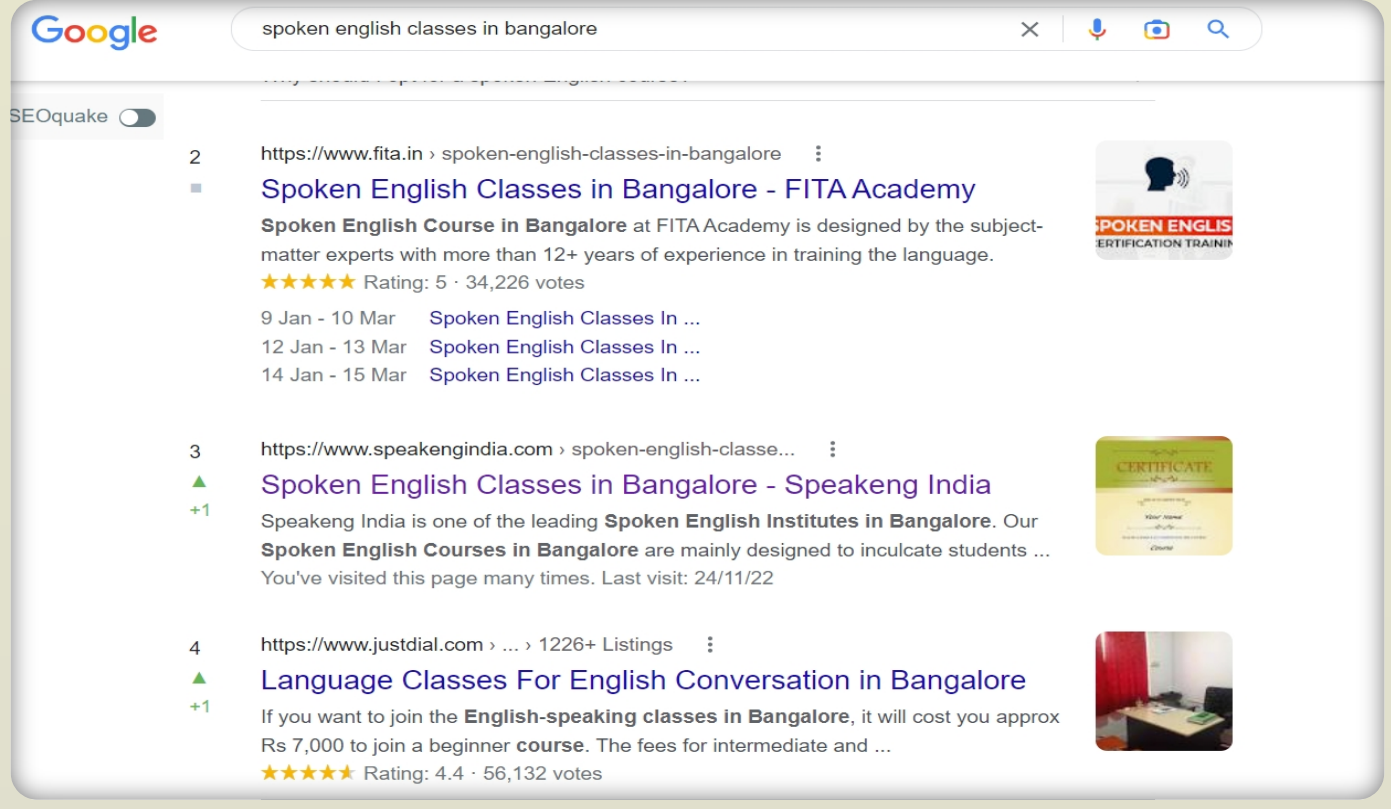 Google
spoken english classes in bangalore
SEOquake
2
https://www.fita.in › spoken-english-classes-in-bangalore
Spoken English Classes in Bangalore - FITA Academy
Spoken English Course in Bangalore at FITA Academy is designed by the subject-
matter experts with more than 12+ years of experience in training the language.
Rating: 5 · 34,226 votes
9 Jan - 10 Mar Spoken English Classes In ...
12 Jan - 13 Mar Spoken English Classes In ...
14 Jan - 15 Mar Spoken English Classes In ...
SPOKEN ENGLIS
ERTIFICATION TRAININ
3
+1
https://www.speakengindia.com › spoken-english-classe...
Spoken English Classes in Bangalore - Speakeng India
Speakeng India is one of the leading Spoken English Institutes in Bangalore. Our
Spoken English Courses in Bangalore are mainly designed to inculcate students ...
You've visited this page many times. Last visit: 24/11/22
CERTIFICATE
Your Name
Course
4
+1
https://www.justdial.com › ... › 1226+ Listings
Language Classes For English Conversation in Bangalore
If you want to join the English-speaking classes in Bangalore, it will cost you approx
Rs 7,000 to join a beginner course. The fees for intermediate and ...
Rating: 4.4 · 56,132 votes